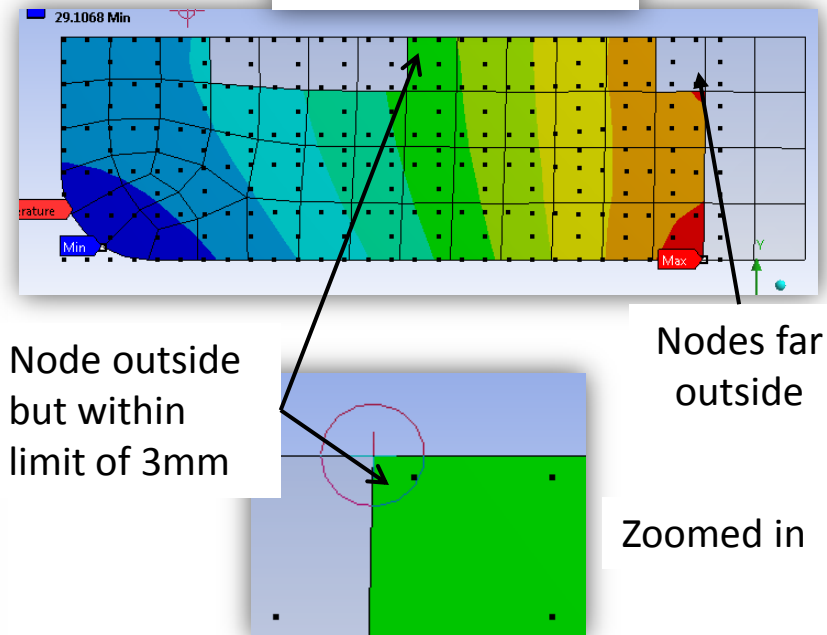 29.1068 Min
erature
Min
Max
Y
Node outside
but within
limit of 3mm
Nodes far
outside
Zoomed in